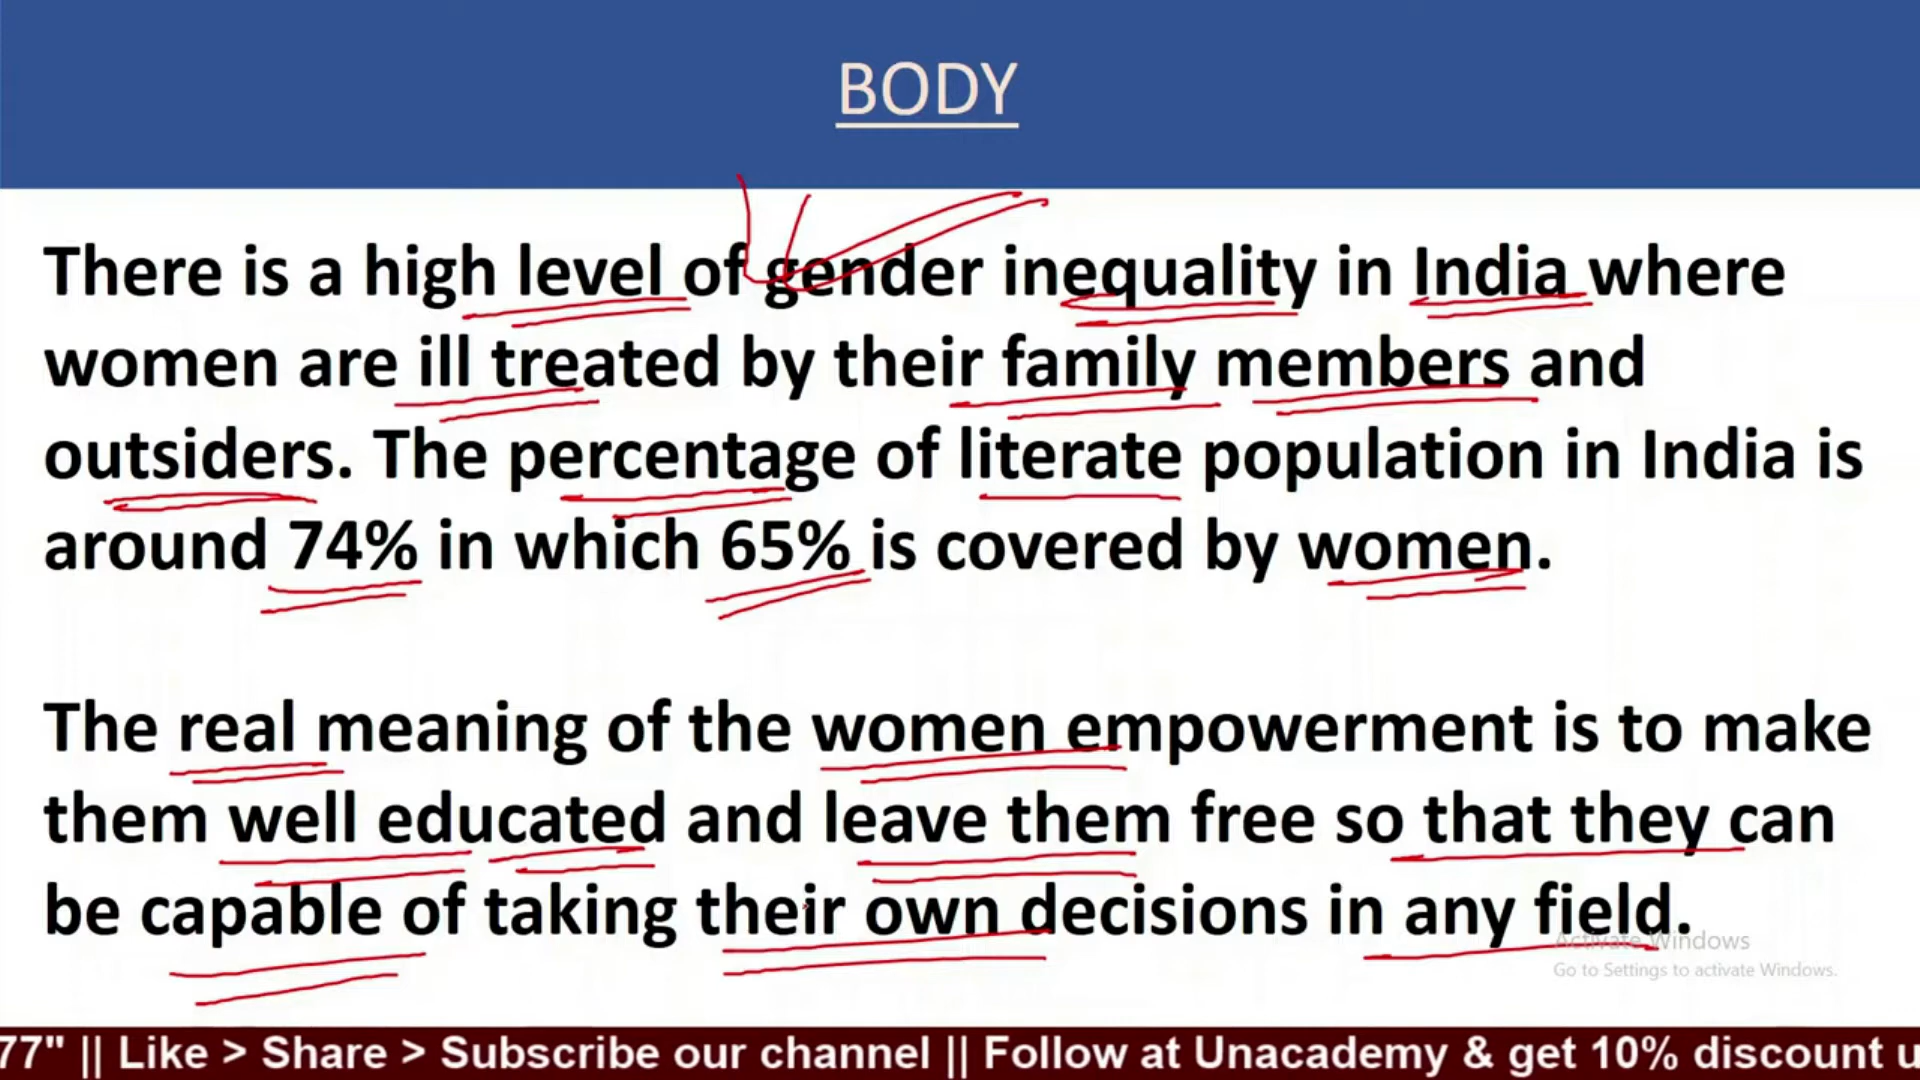 BODY
There is a high level of gender inequality in India where
women are ill treated by their family members and
outsiders. The percentage of literate population in India is
around 74% in which 65% is covered by women.
The real meaning of the women empowerment is to make
them well educated and leave them free so that they can
be capable of taking their own decisions in any field.
Activate Windows
Go to Settings to activate Windows.
77" || Like > Share > Subscribe our channel || Follow at Unacademy & get 10% discount u